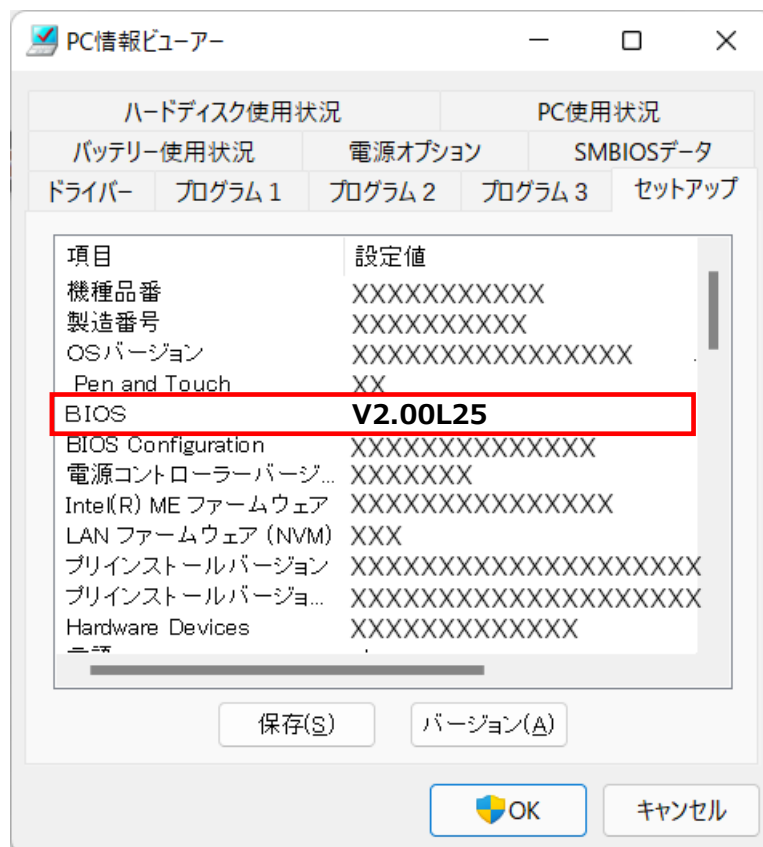 PC情報ビューアー
ハードディスク使用状況 PC使用状況
バッテリー使用状況 電源オプション SMBIOSデータ
ドライバー プログラム 1 プログラム 2 プログラム 3 セットアップ
項目 設定値
機種品番 XXXXXXXXXXX
製造番号 XXXXXXXXXX
OSバージョン XXXXXXXXXXXXXXXX
Pen and Touch XX
BIOS V2.00L25
BIOS Configuration XXXXXXXXXXXXXX
電源コントローラーバージ... XXXXXXX
Intel(R) ME ファームウェア XXXXXXXXXXXXXXX
LAN ファームウェア (NVM) XXX
プリインストールバージョン XXXXXXXXXXXXXXXXXXXX
プリインストールバージョ... XXXXXXXXXXXXXXXXXXXX
Hardware Devices XXXXXXXXXXXXX
保存(S) バージョン(A)
OK キャンセル